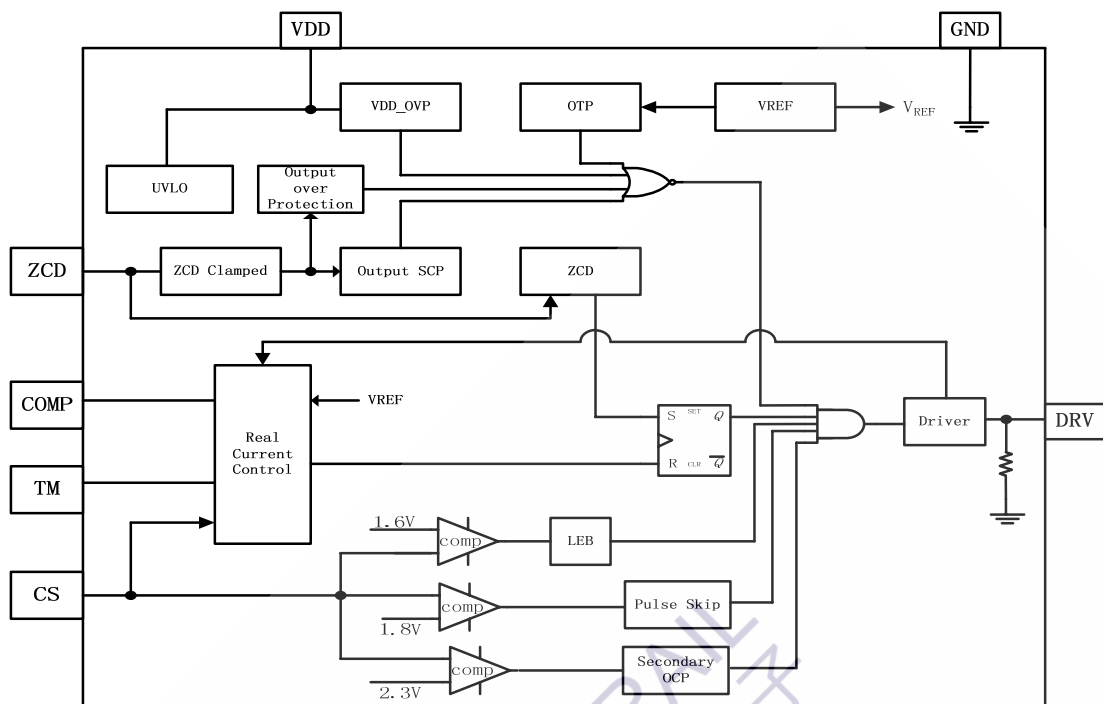 VDD
GND
VDD_OVP
OTP
VREF
VREF
UVLO
Output
over
Protection
ZCD
ZCD Clamped
Output SCP
ZCD
COMP
VREF
Real
Current
Control
S SET Q
R CLR Q
Driver
DRV
TM
1.6V
comp
LEB
CS
comp
1.8V
Pulse Skip
comp
2.3V
Secondary
OCP